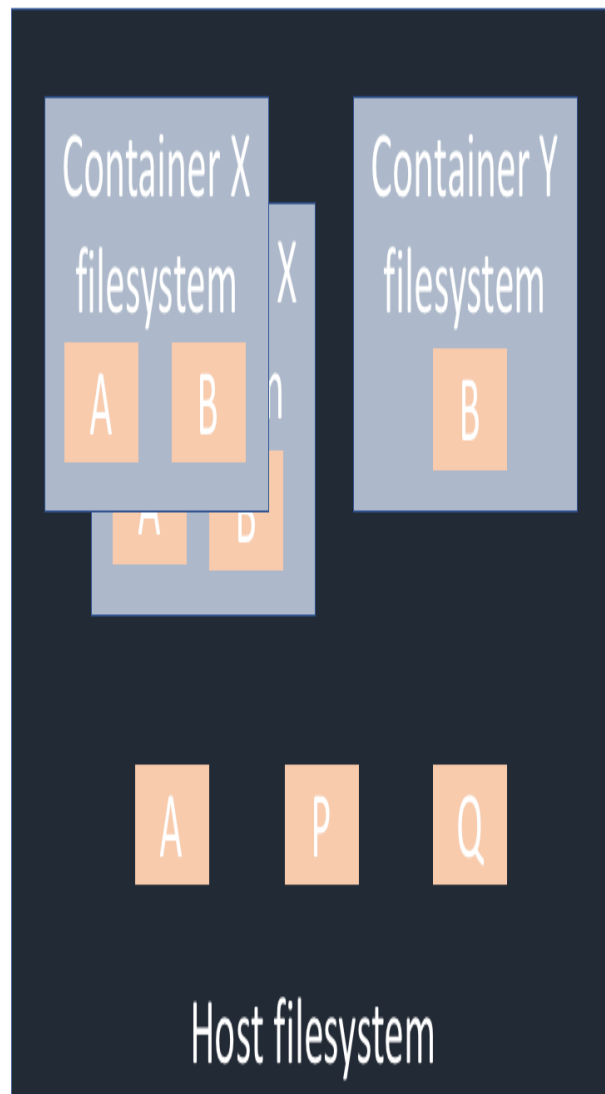 Container X
filesystem
A B
X
A B
Container Y
filesystem
B
A P Q
Host filesystem